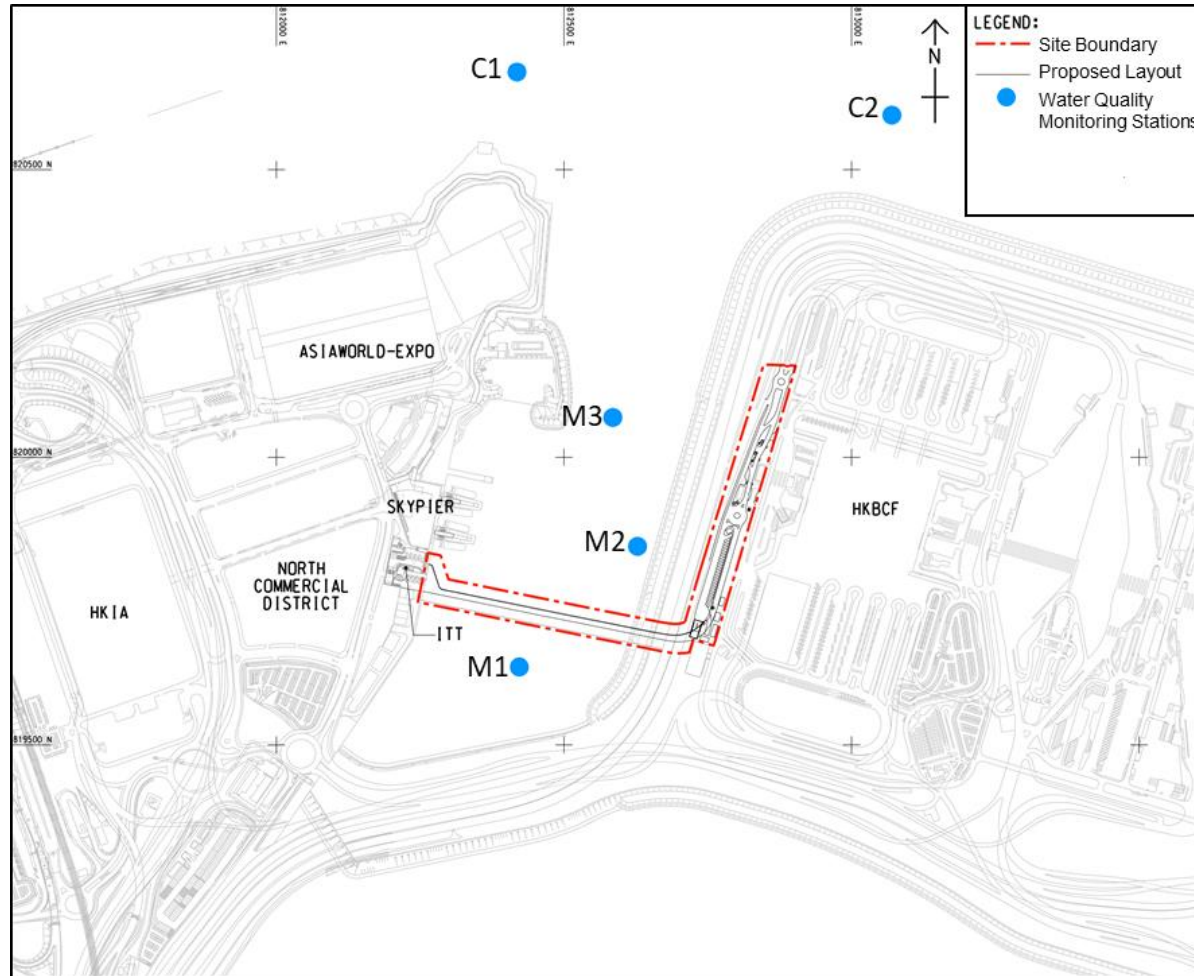 812000 E
812500 E
813000 E
N
LEGEND:
Site Boundary
Proposed Layout
Water Quality
Monitoring Stations
C1
C2
820500 N
ASIAWORLD-EXPO
M3
820000 N
SKYPIER
HKBCF
M2
NORTH
COMMERCIAL
DISTRICT
HKIA
ITT
M1
819500 N